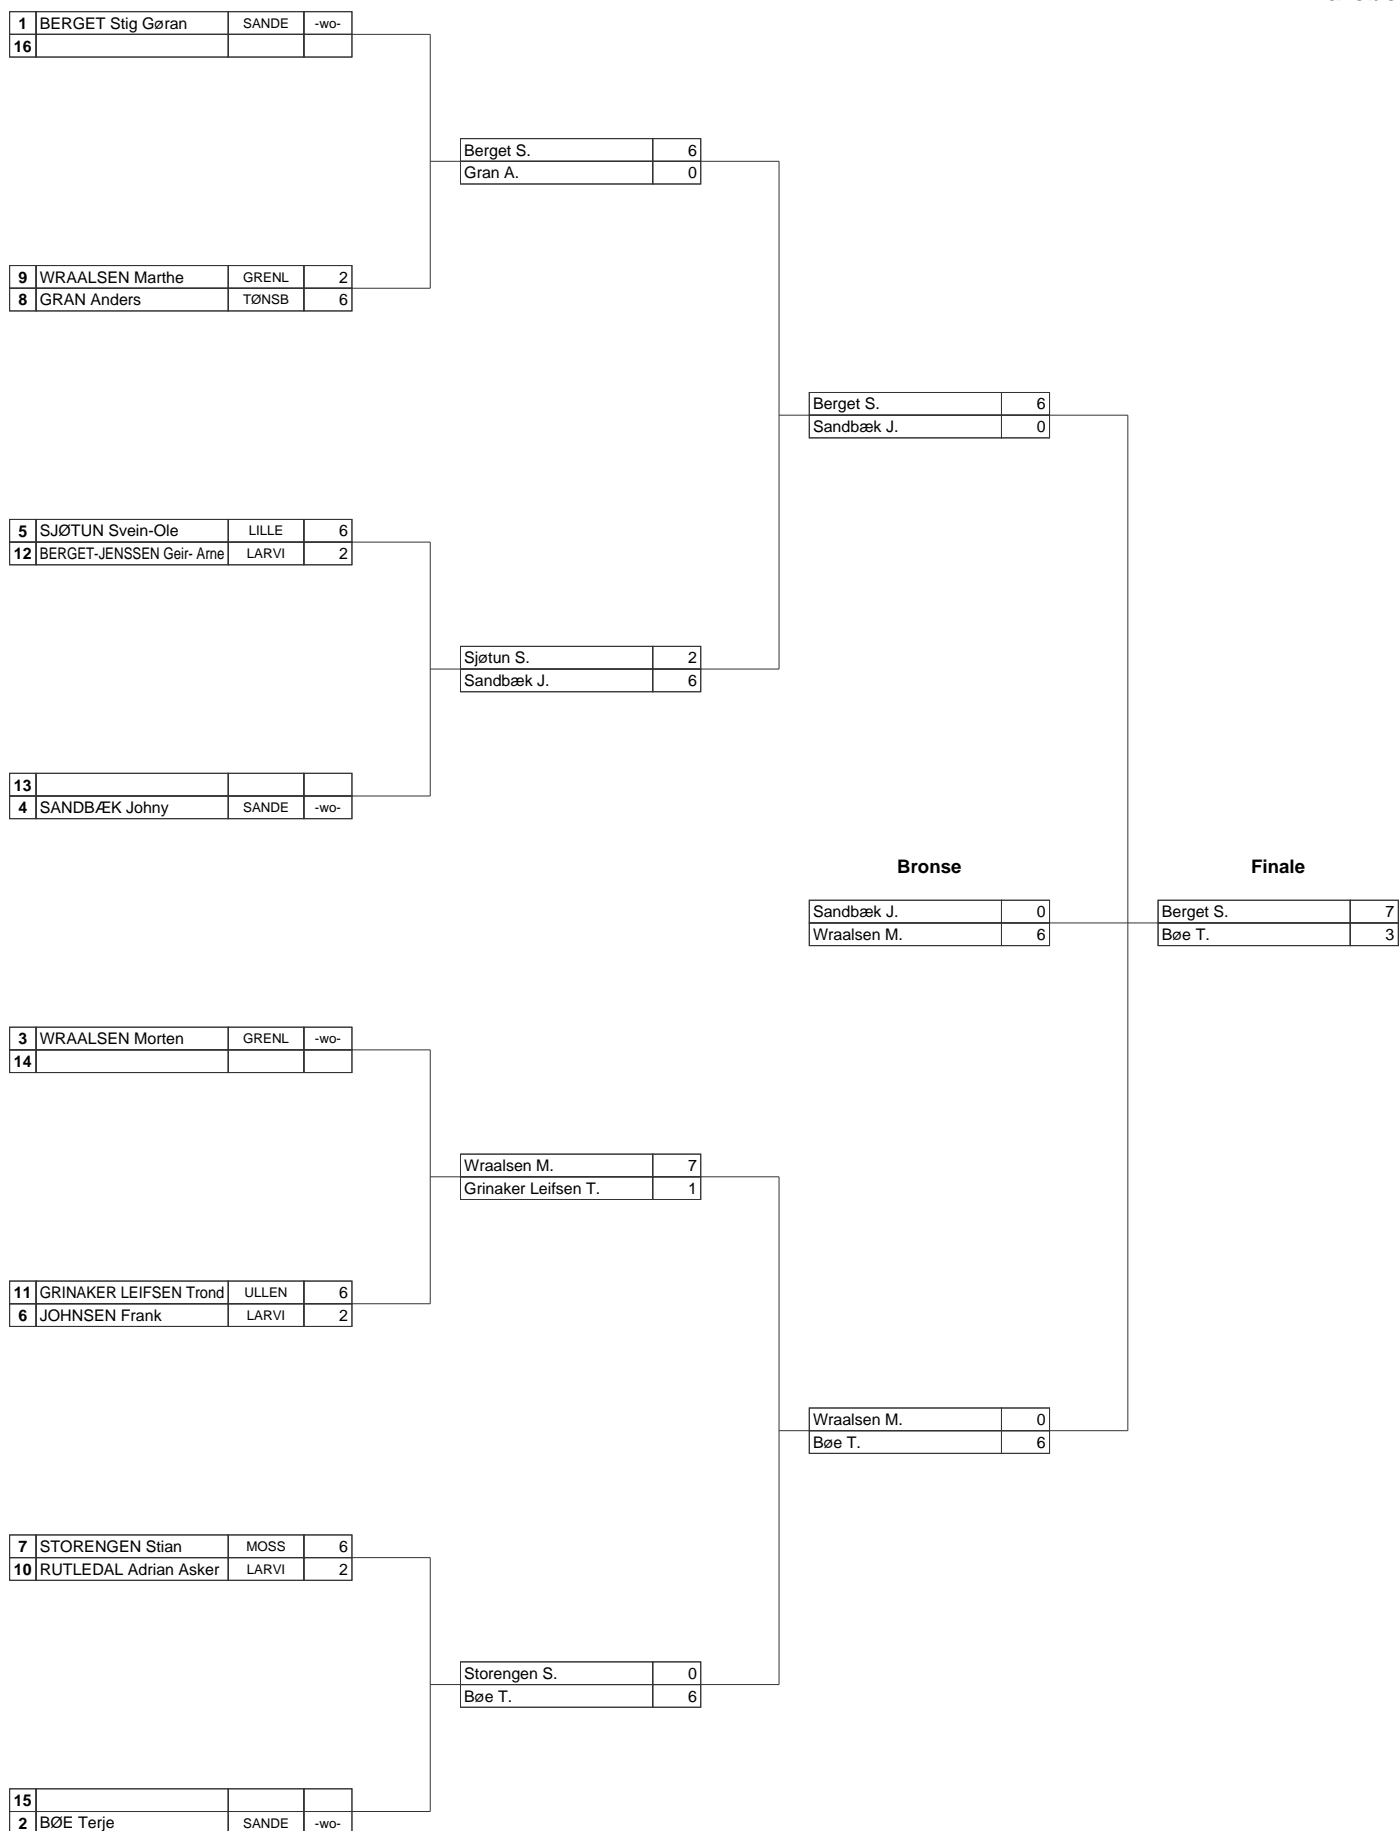 1 BERGET Stig Gøran SANDE -wo-
16
Berget S. 6
Gran A. 0
9 WRAALSEN Marthe GRENL 2
8 GRAN Anders TØNSB 6
Berget S. 6
Sandbæk J. 0
5 SJØTUN Svein-Ole LILLE 6
12 BERGET-JENSSEN Geir- Arne LARVI 2
Sjøtun S. 2
Sandbæk J. 6
13
4 SANDBÆK Johny SANDE -wo-
Bronse Finale
Sandbæk J. 0 Berget S. 7
Wraalsen M. 6 Bøe T. 3
3 WRAALSEN Morten GRENL -wo-
14
Wraalsen M. 7
Grinaker Leifsen T. 1
11 GRINAKER LEIFSEN Trond ULLEN 6
6 JOHNSEN Frank LARVI 2
Wraalsen M. 0
Bøe T. 6
7 STORENGEN Stian MOSS 6
10 RUTLEDAL Adrian Asker LARVI 2
Storengen S. 0
Bøe T. 6
15
2 BØE Terje SANDE -wo-